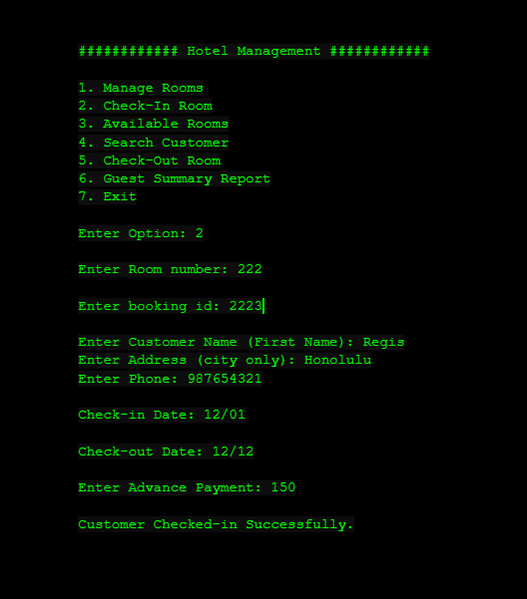 ############ Hotel Management ############
1. Manage Rooms
2. Check-In Room
3. Available Rooms
4. Search Customer
5. Check-Out Room
6. Guest Summary Report
7. Exit
Enter Option: 2
Enter Room number: 222
Enter booking id: 2223
Enter Customer Name (First Name): Regis
Enter Address (city only): Honolulu
Enter Phone: 987654321
Check-in Date: 12/01
Check-out Date: 12/12
Enter Advance Payment: 150
Customer Checked-in Successfully.